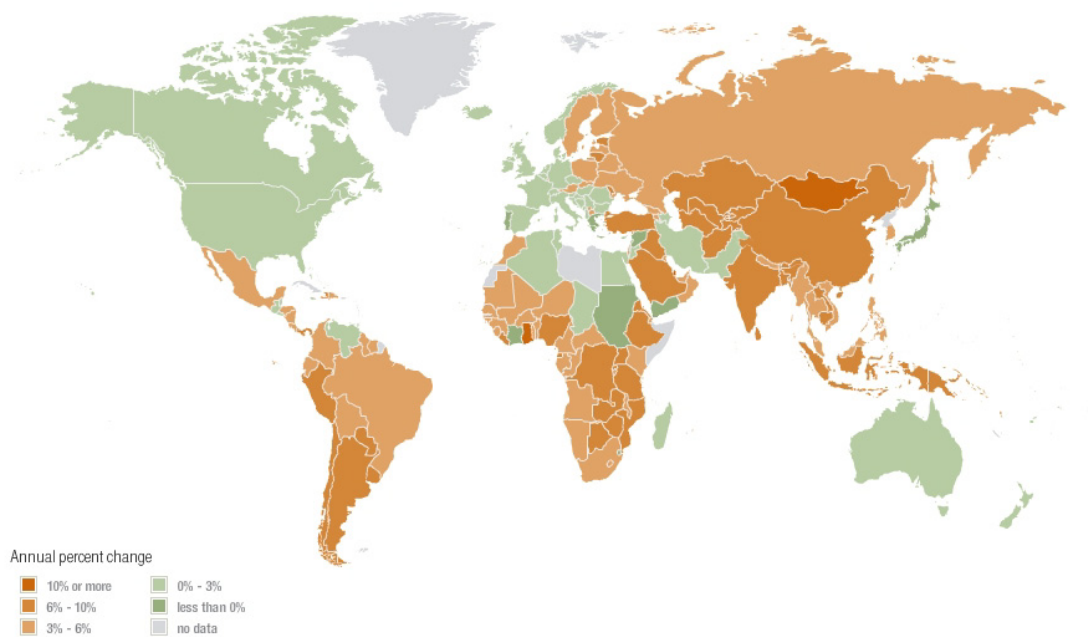 Annual percent change
10% or more
6% - 10%
3% - 6%
0% - 3%
less than 0%
no data